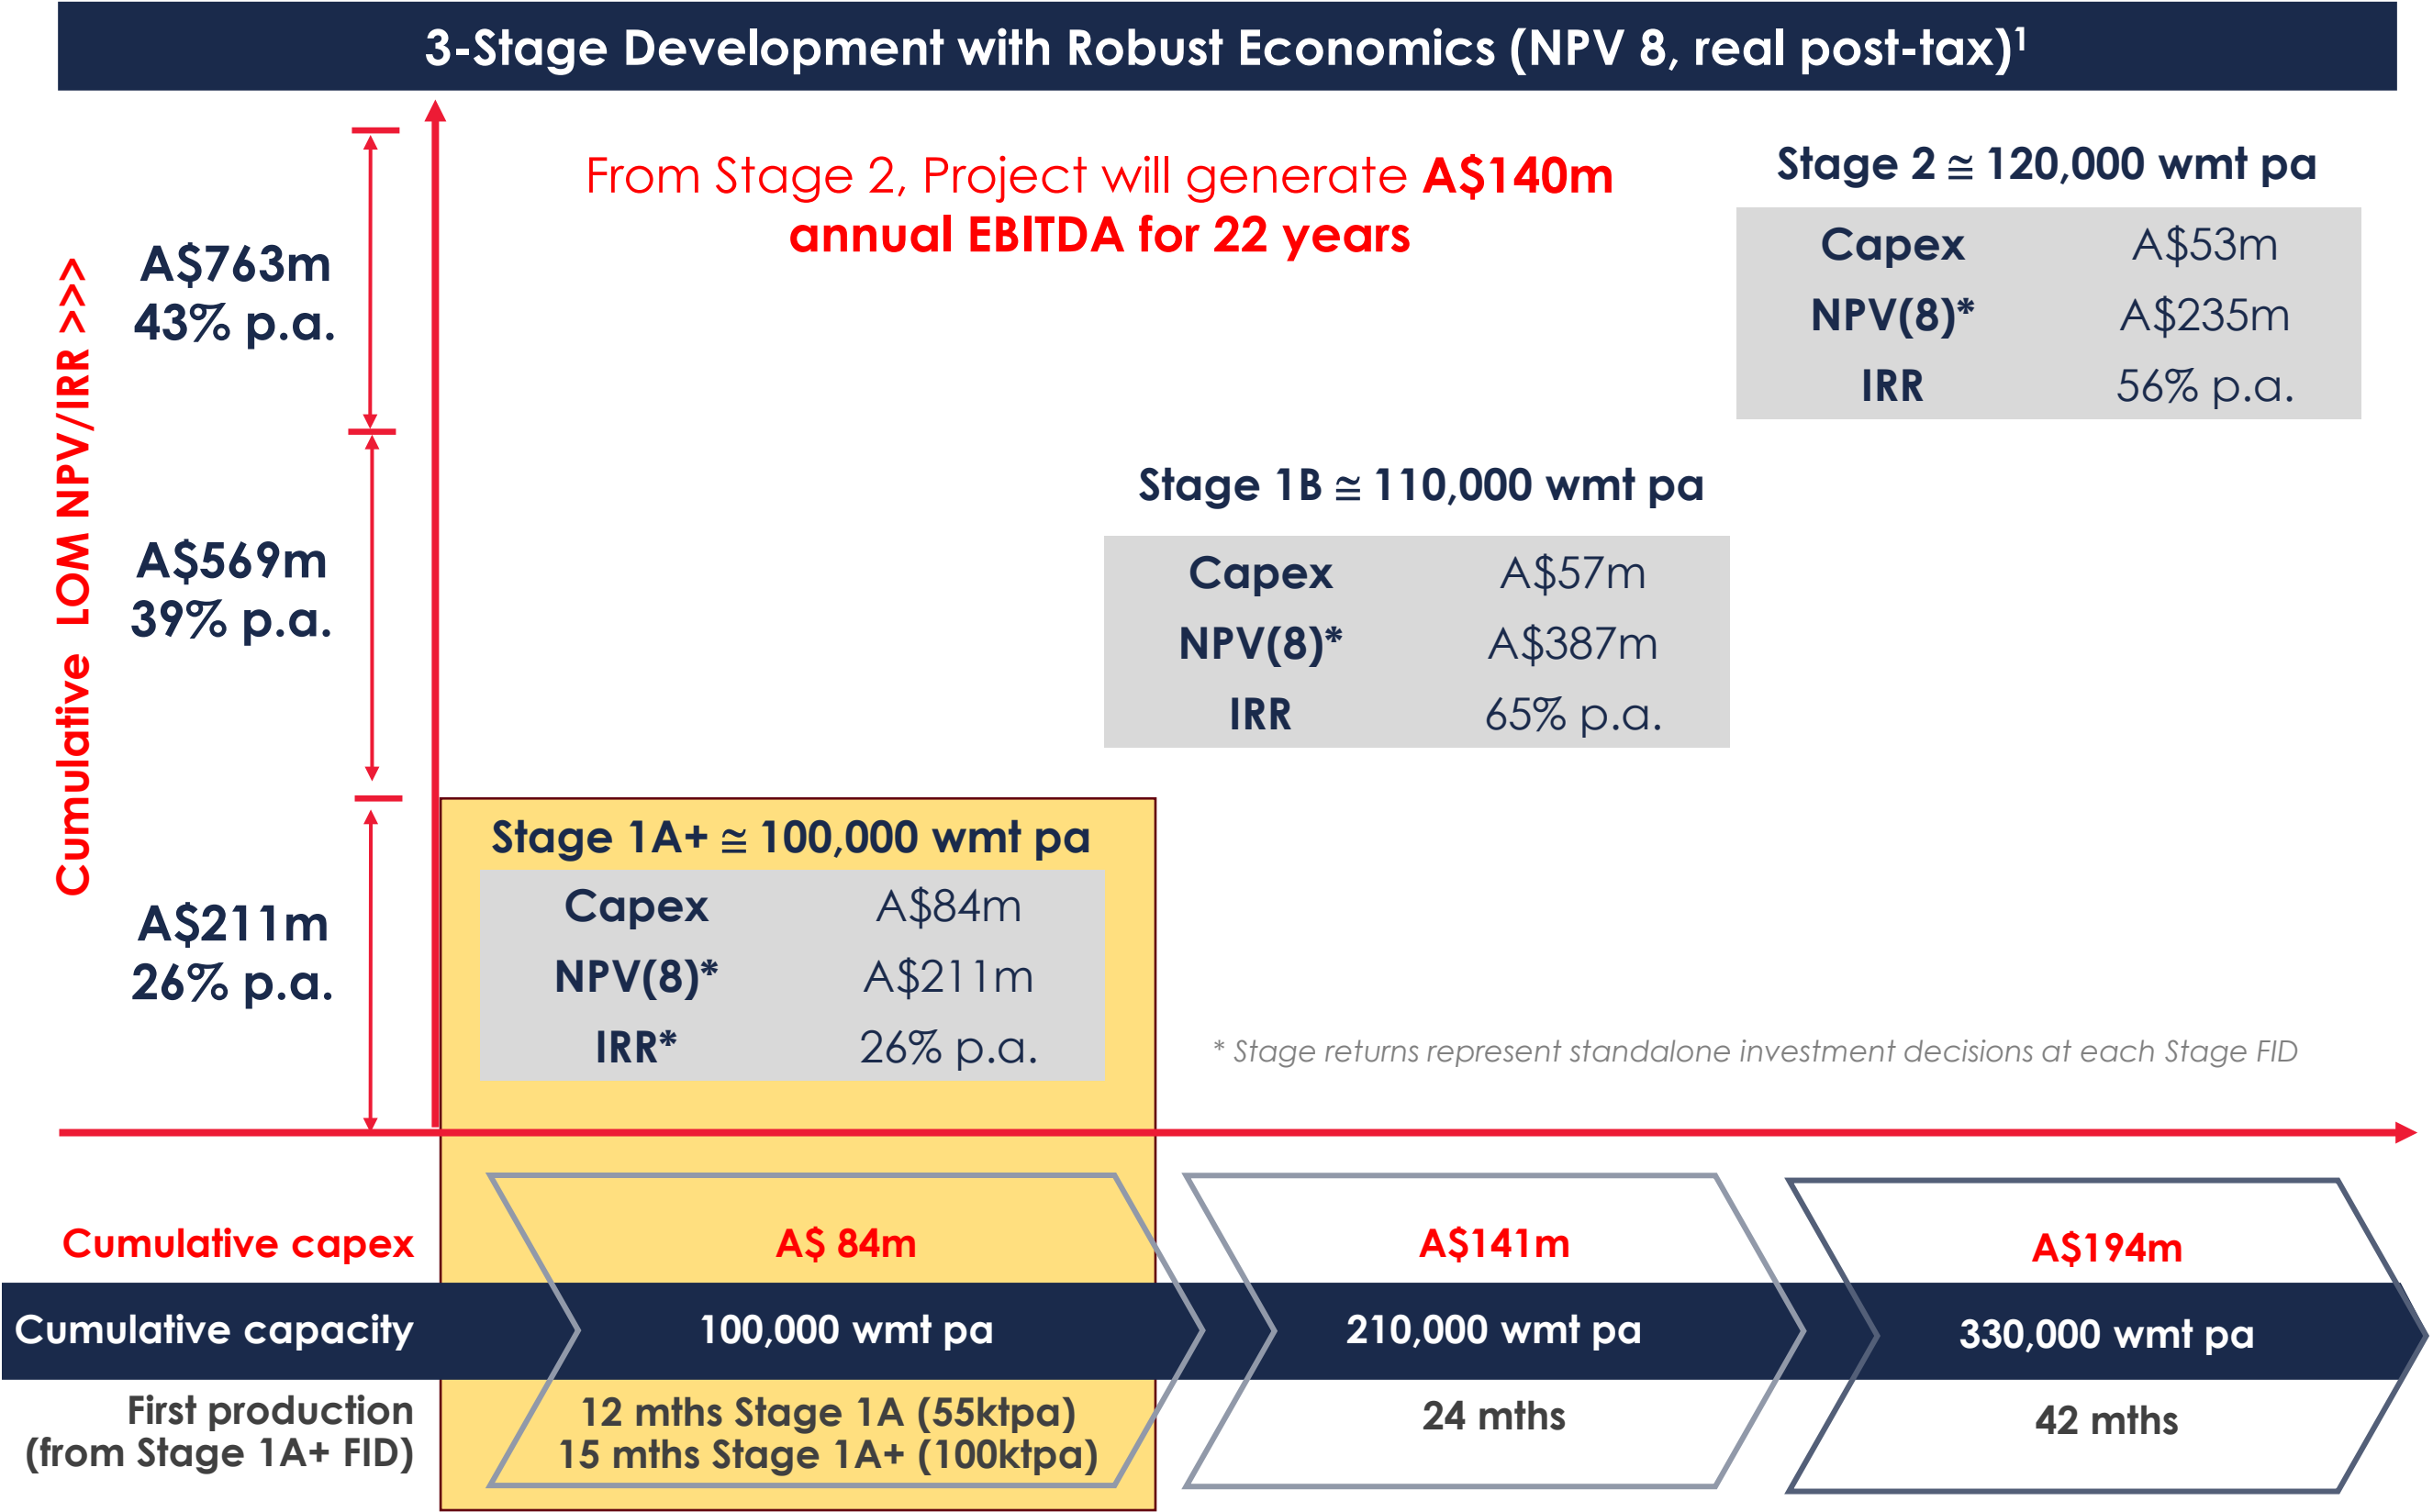 3-Stage Development with Robust Economics (NPV 8, real post-tax)¹
From Stage 2, Project will generate A$140m
annual EBITDA for 22 years
Cumulative LOM NPV/IRR >>>
A$763m
43% p.a.
A$569m
39% p.a.
A$211m
26% p.a.
Stage 2 ≅ 120,000 wmt pa
Capex A$53m
NPV(8)* A$235m
IRR 56% p.a.
Stage 1B ≅ 110,000 wmt pa
Capex A$57m
NPV(8)* A$387m
IRR 65% p.a.
Stage 1A+ ≅ 100,000 wmt pa
Capex A$84m
NPV(8)* A$211m
IRR* 26% p.a.
* Stage returns represent standalone investment decisions at each Stage FID
Cumulative capex A$ 84m A$141m A$194m
Cumulative capacity 100,000 wmt pa 210,000 wmt pa 330,000 wmt pa
First production 12 mths Stage 1A (55ktpa) 24 mths 42 mths
(from Stage 1A+ FID) 15 mths Stage 1A+ (100ktpa)